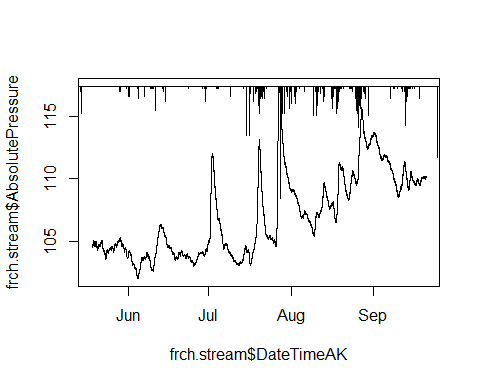 frch.stream$AbsolutePressure
115
110
105
Jun Jul Aug Sep
frch.stream$DateTimeAK